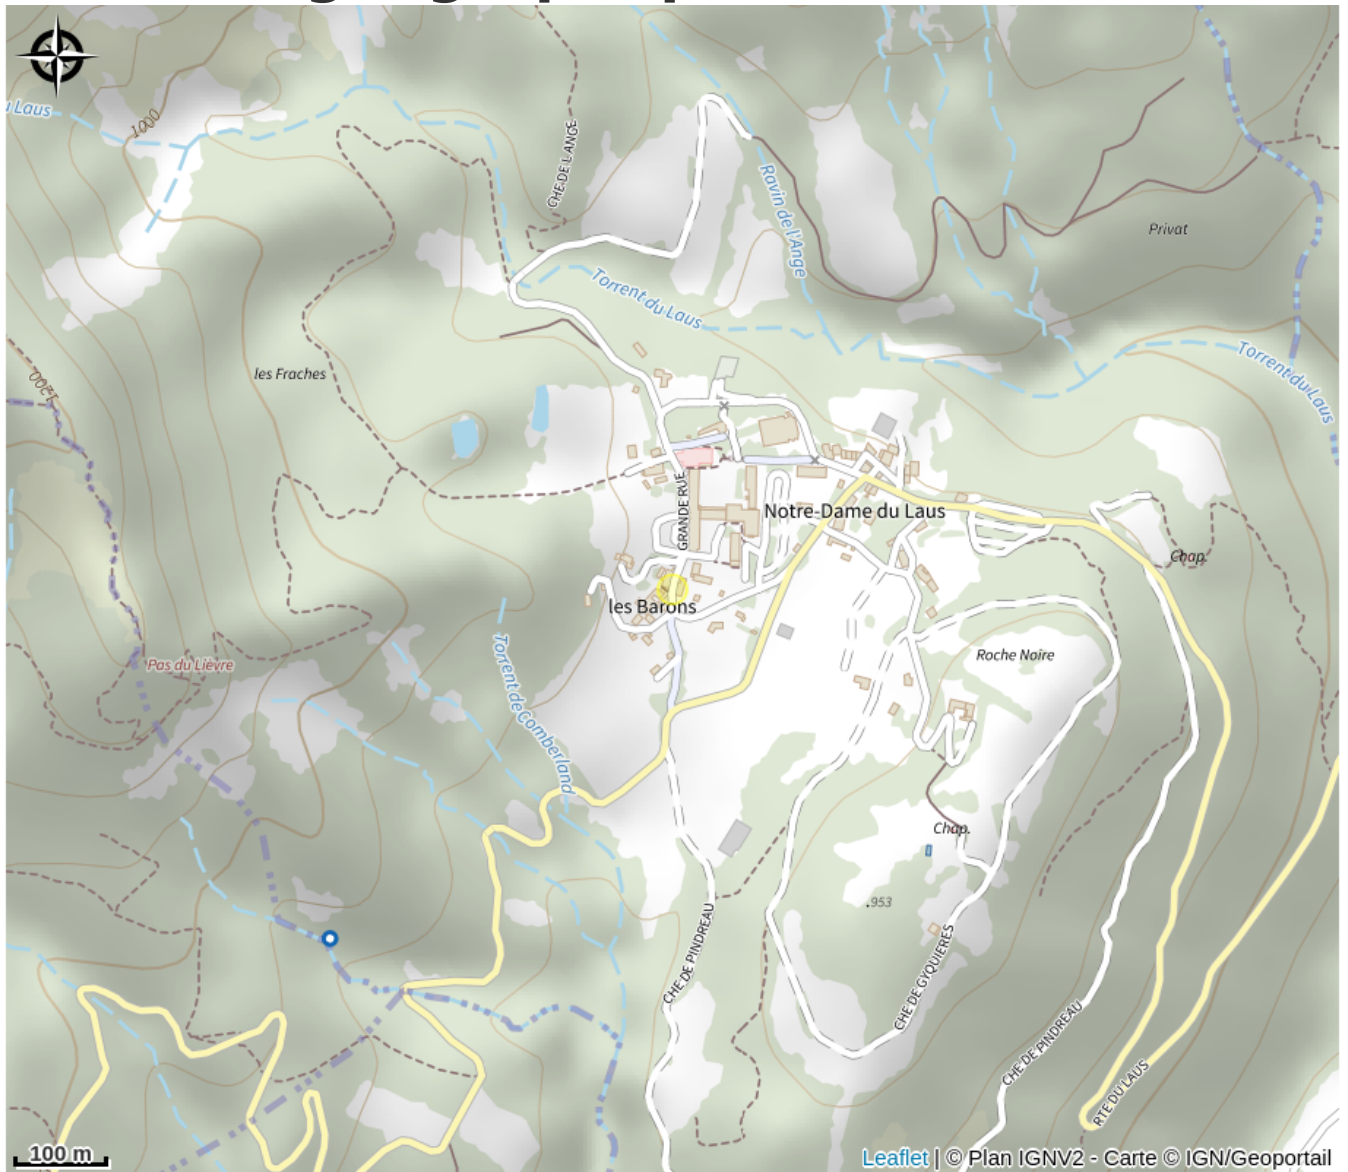 u Laus
1000
CHE DE L'ANGE
Ravin de l'Ange
Privat
Torrent du Laus
Torrent du Laus
les Fraches
1200
GRANDE RUE
Notre-Dame du Laus
Chap.
les Barons
Roche Noire
Pas du Lièvre
Torrent de Comberland
Chap.
.953
CHE DE PINDREAU
CHE DE GYQUIERES
CHE DE PINDREAU
RTE DU LAUS
100 m
Leaflet | © Plan IGNV2 - Carte © IGN/Geoportail